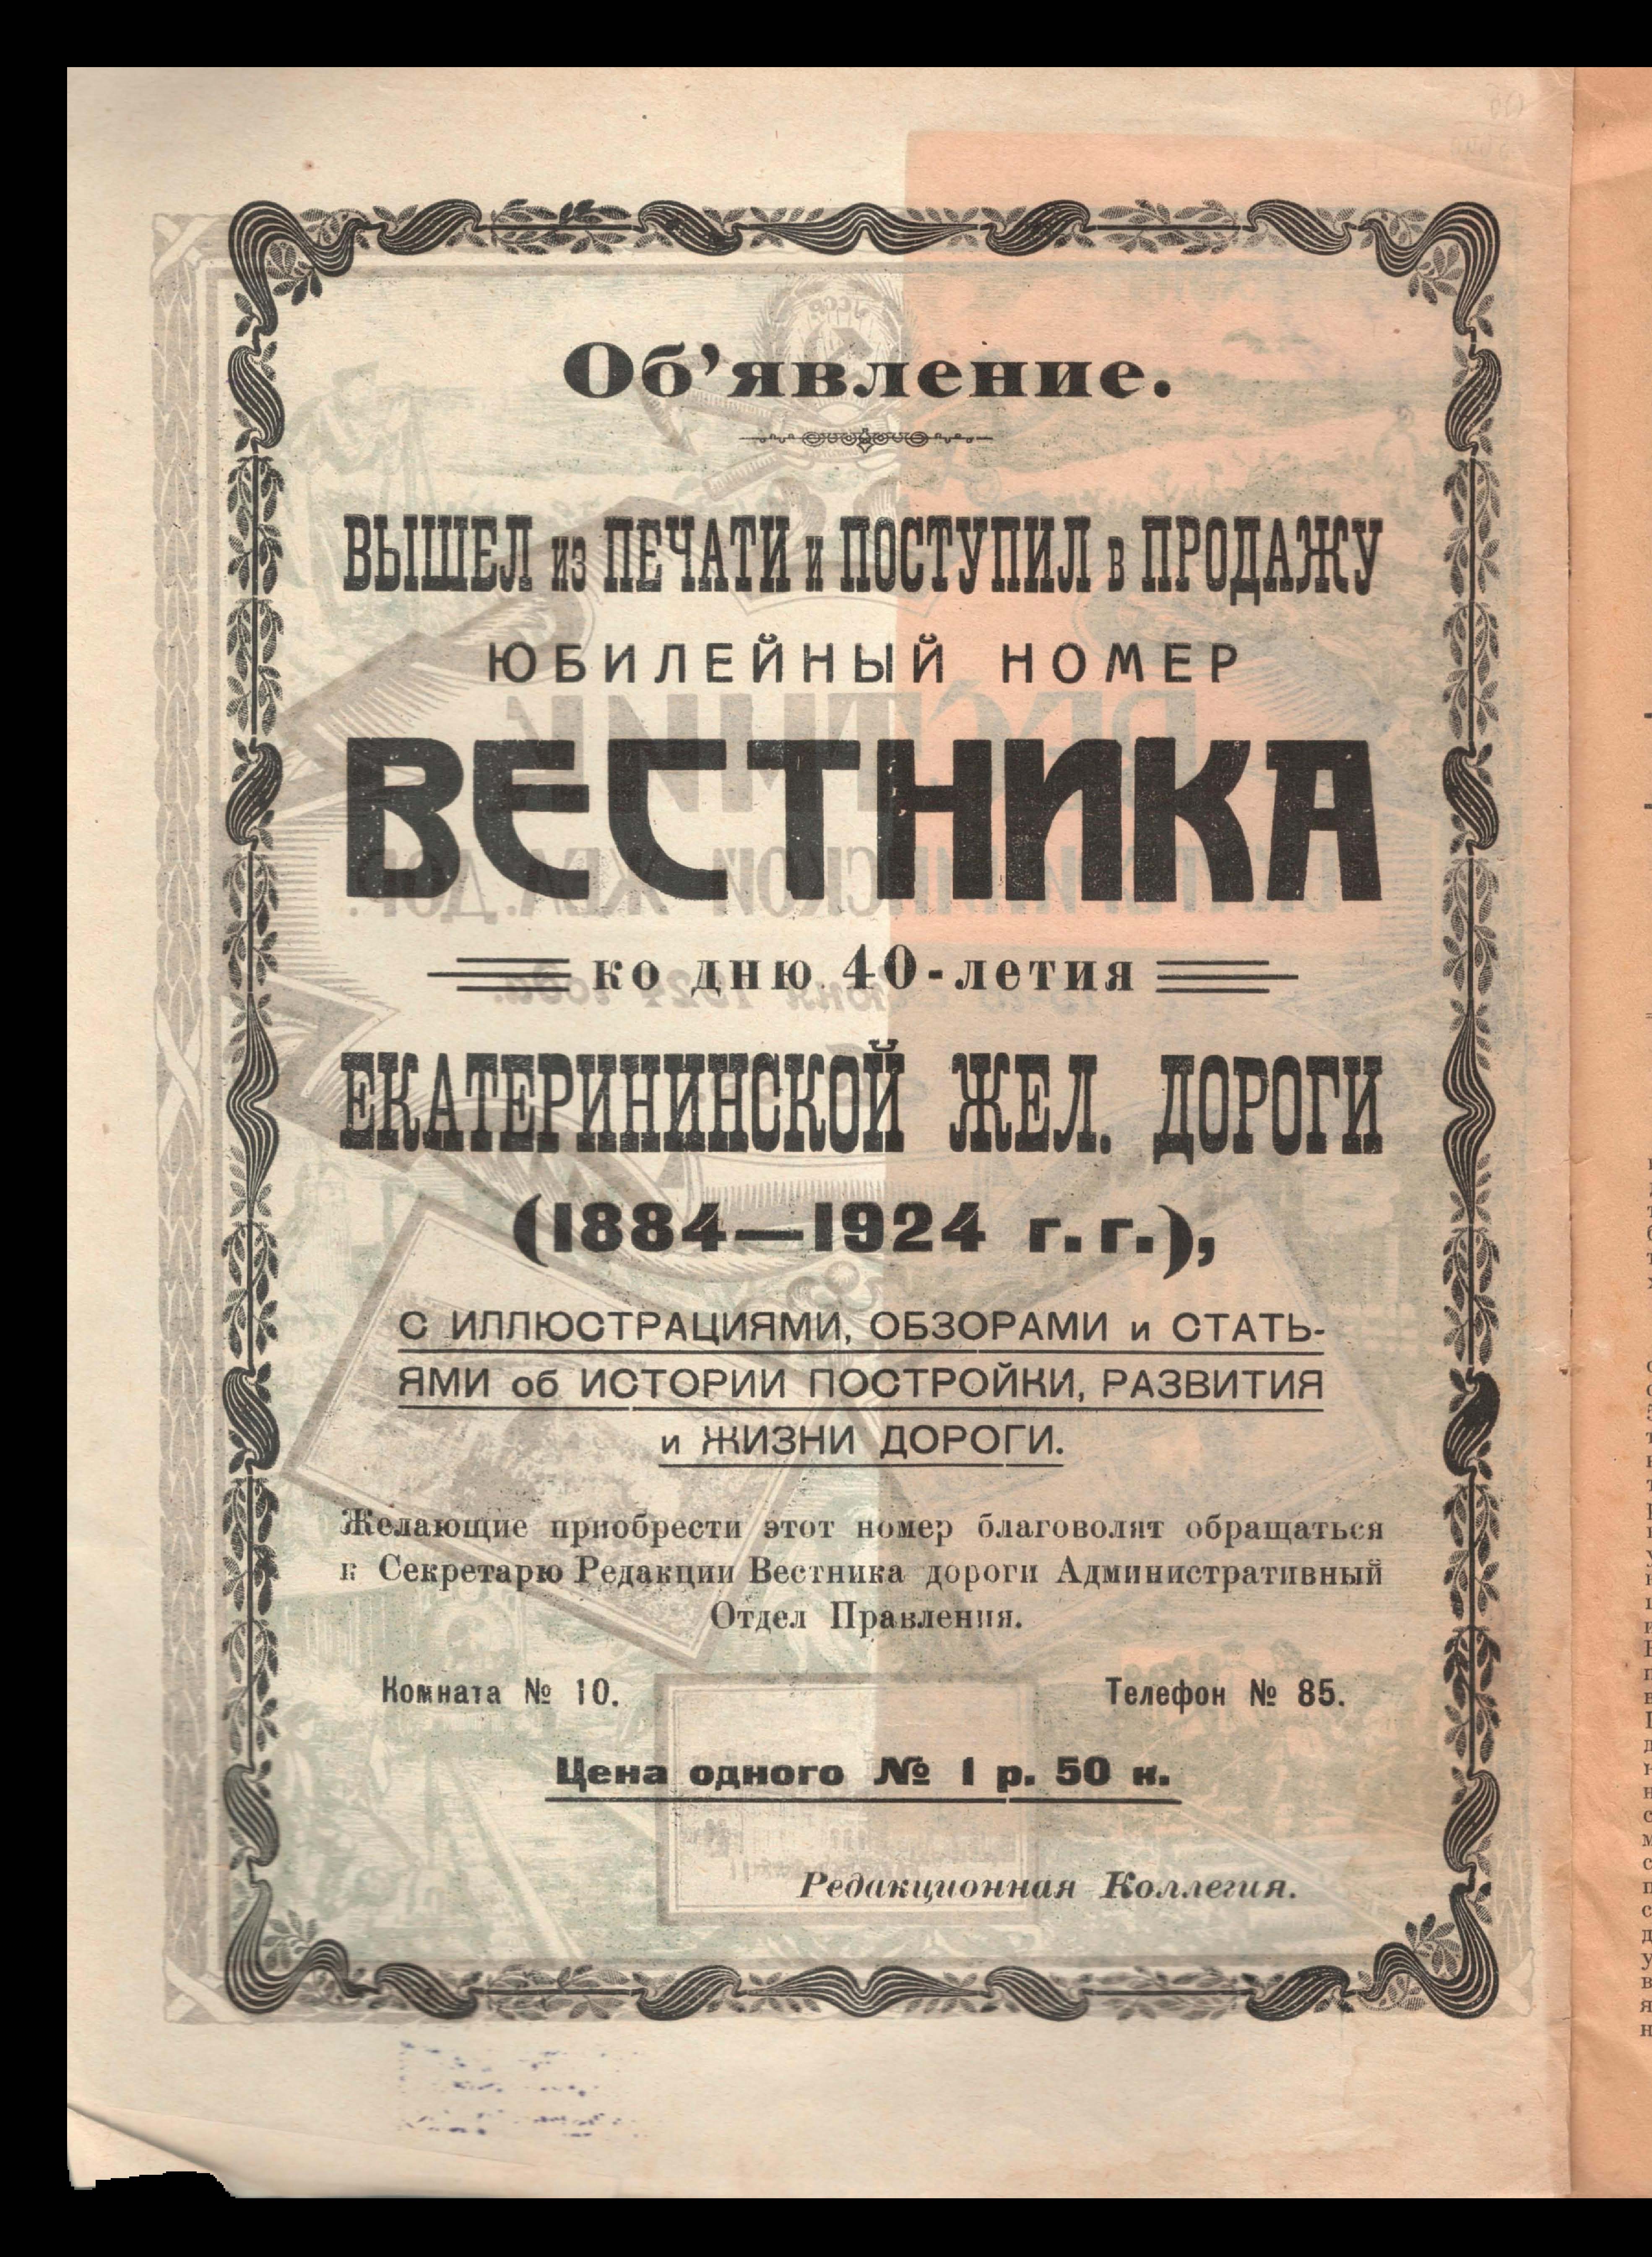 Об’явление.
ВЫШЕЛ из ПЕЧАТИ и ПОСТУПИЛ в ПРОДАЖУ
ЮБИЛЕЙНЫЙ НОМЕР
ВЕСТНИКА
ко дню 40-летия
ЕКАТЕРИНИНСКОЙ ЖЕЛ. ДОРОГИ
(1884—1924 г. г.),
С ИЛЛЮСТРАЦИЯМИ, ОБЗОРАМИ и СТАТЬ-
ЯМИ об ИСТОРИИ ПОСТРОЙКИ, РАЗВИТИЯ
и ЖИЗНИ ДОРОГИ.
Желающие приобрести этот номер благоволят обращаться
к Секретарю Редакции Вестника дороги Административный
Отдел Правления.
Комната № 10. Телефон № 85.
Цена одного № 1 р. 50 к.
Редакционная Коллегия.